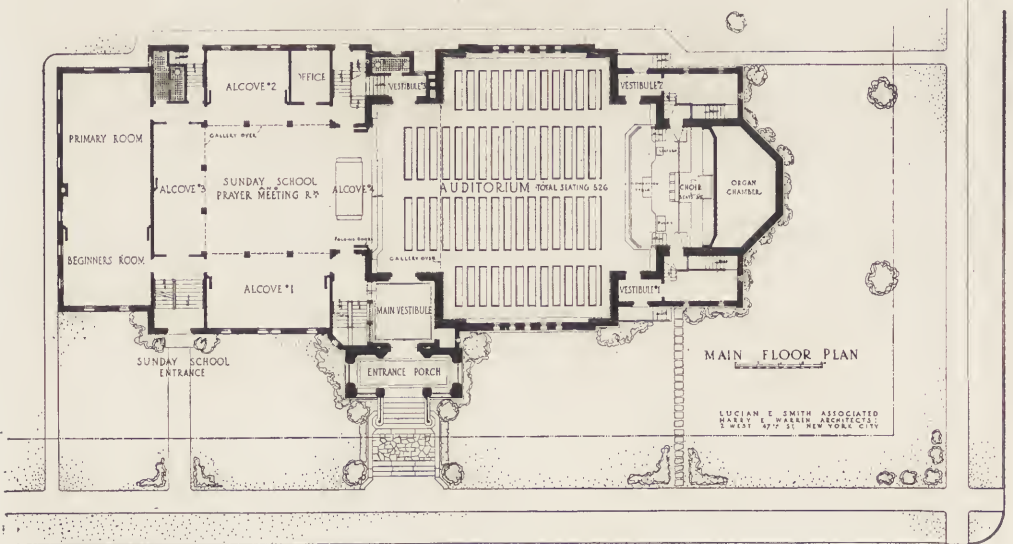 ALCOVE #2
OFFICE
VESTIBULE #3
VESTIBULE #2
GALLERY OVER
PRIMARY ROOM
ALCOVE #3
SUNDAY SCHOOL
AND
PRAYER MEETING RM
ALCOVE #4
AUDITORIUM TOTAL SEATING 526
CHOIR
ORGAN
CHAMBER
FOLDING DOORS
GALLERY OVER
BEGINNERS ROOM
ALCOVE #1
MAIN VESTIBULE
VESTIBULE #1
SUNDAY SCHOOL
ENTRANCE
ENTRANCE PORCH
MAIN FLOOR PLAN
LUCIAN E SMITH ASSOCIATED
HARRY E WARREN ARCHITECTS:
2 WEST 47TH ST. NEW YORK CITY